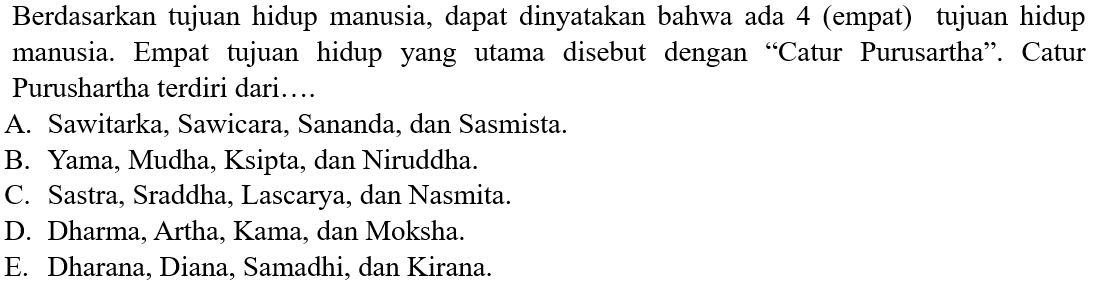 Berdasarkan tujuan hidup manusia, dapat dinyatakan bahwa ada 4 (empat) tujuan hidup
manusia. Empat tujuan hidup yang utama disebut dengan “Catur Purusartha”. Catur
Purushartha terdiri dari….
A. Sawitarka, Sawicara, Sananda, dan Sasmista.
B. Yama, Mudha, Ksipta, dan Niruddha.
C. Sastra, Sraddha, Lascarya, dan Nasmita.
D. Dharma, Artha, Kama, dan Moksha.
E. Dharana, Diana, Samadhi, dan Kirana.